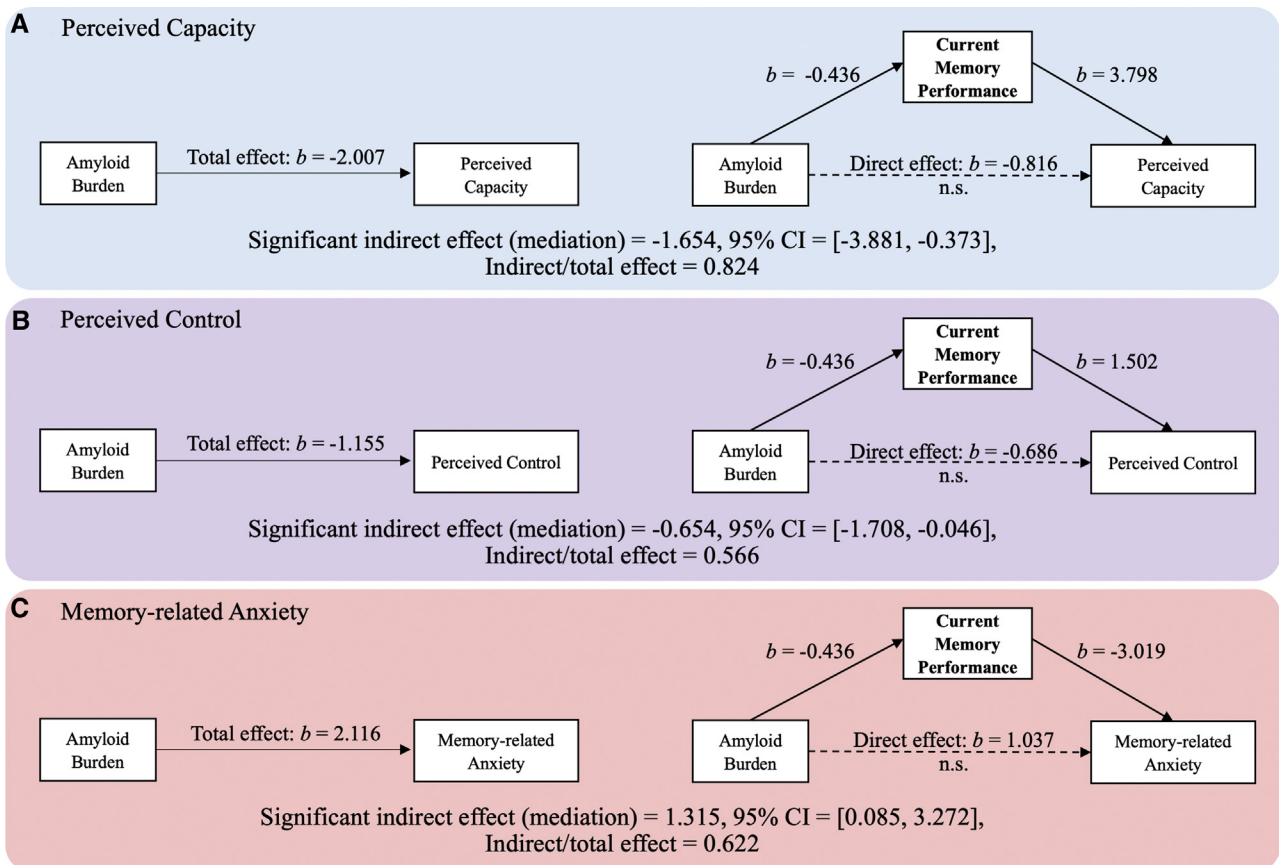 A Perceived Capacity
Amyloid
Burden
Total effect: b = -2.007
Perceived
Capacity
Amyloid
Burden
b = -0.436
Current
Memory
Performance
b = 3.798
Direct effect: b = -0.816
n.s.
Perceived
Capacity
Significant indirect effect (mediation) = -1.654, 95% CI = [-3.881, -0.373],
Indirect/total effect = 0.824
B Perceived Control
Amyloid
Burden
Total effect: b = -1.155
Perceived Control
Amyloid
Burden
b = -0.436
Current
Memory
Performance
b = 1.502
Direct effect: b = -0.686
n.s.
Perceived Control
Significant indirect effect (mediation) = -0.654, 95% CI = [-1.708, -0.046],
Indirect/total effect = 0.566
C Memory-related Anxiety
Amyloid
Burden
Total effect: b = 2.116
Memory-related
Anxiety
Amyloid
Burden
b = -0.436
Current
Memory
Performance
b = -3.019
Direct effect: b = 1.037
n.s.
Memory-related
Anxiety
Significant indirect effect (mediation) = 1.315, 95% CI = [0.085, 3.272],
Indirect/total effect = 0.622